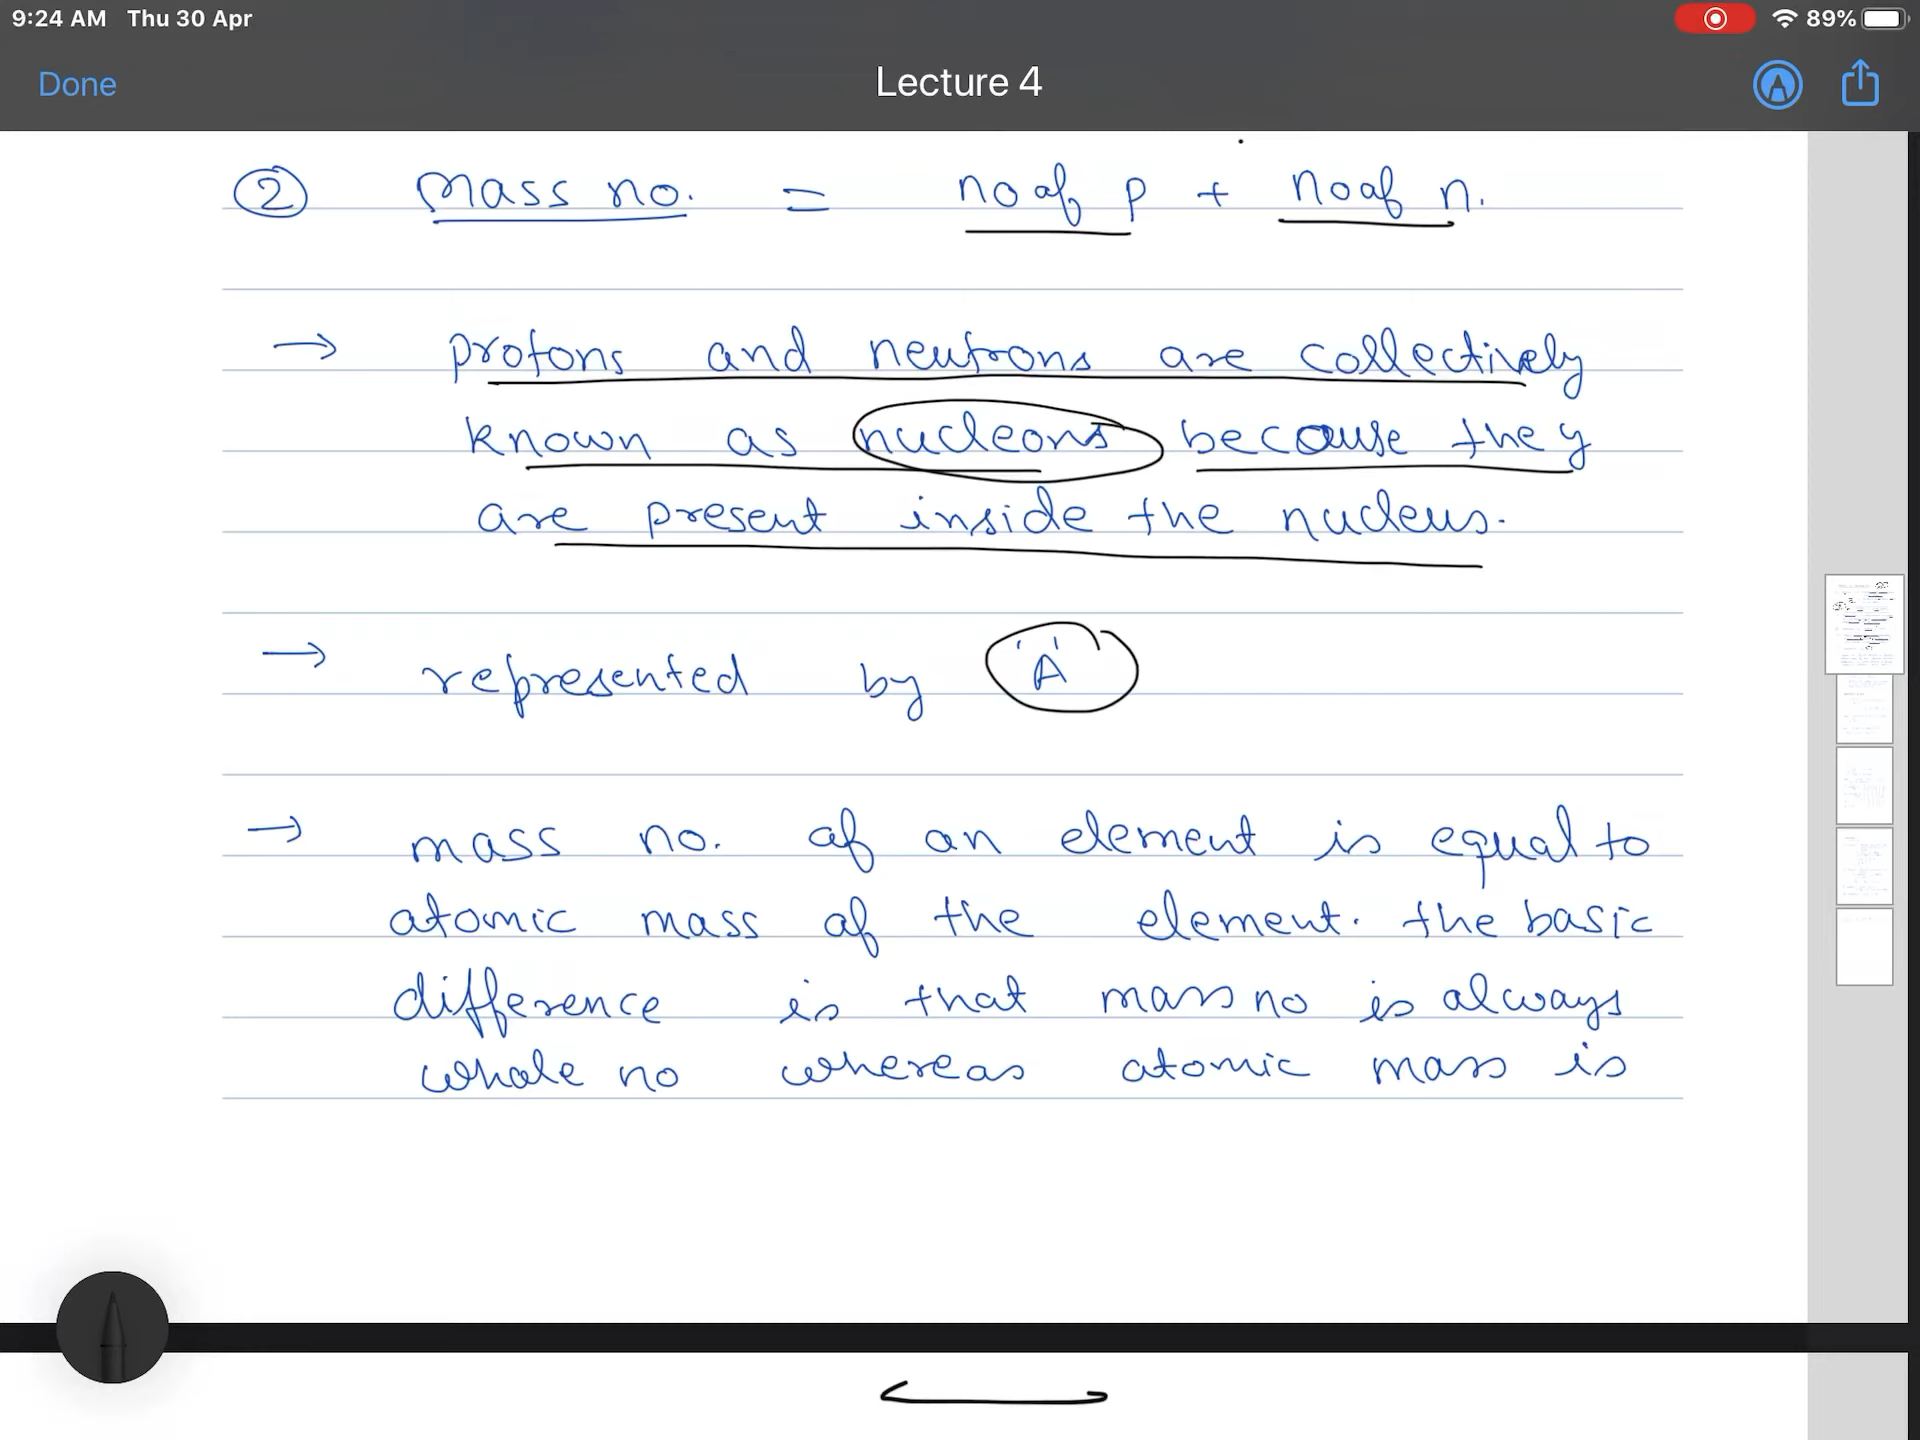 9:24 AM Thu 30 Apr
89%
Done
Lecture 4
② Mass no. = no of p + no of n.
→ protons and neutrons are collectively
known as nucleons because they
are present inside the nucleus.
→ represented by 'A'
→ mass no. of an element is equal to
atomic mass of the element. the basic
difference is that mass no is always
whole no whereas atomic mass is